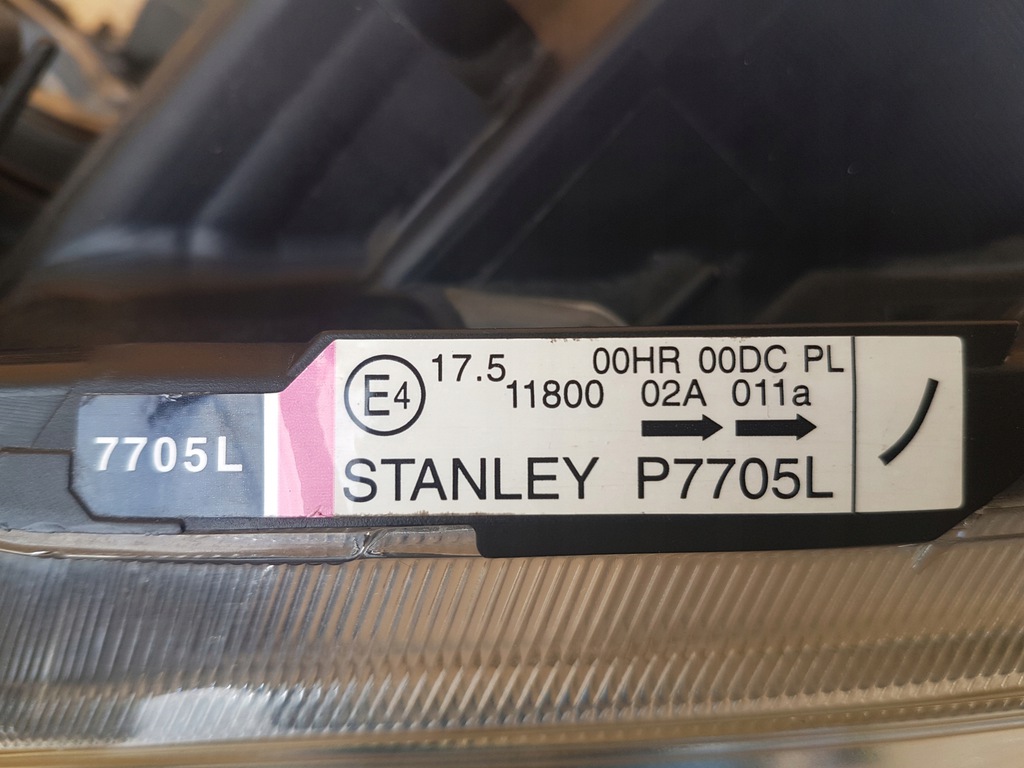 7705L
E4 17.5 00HR 00DC PL
11800 02A 011a
STANLEY P7705L